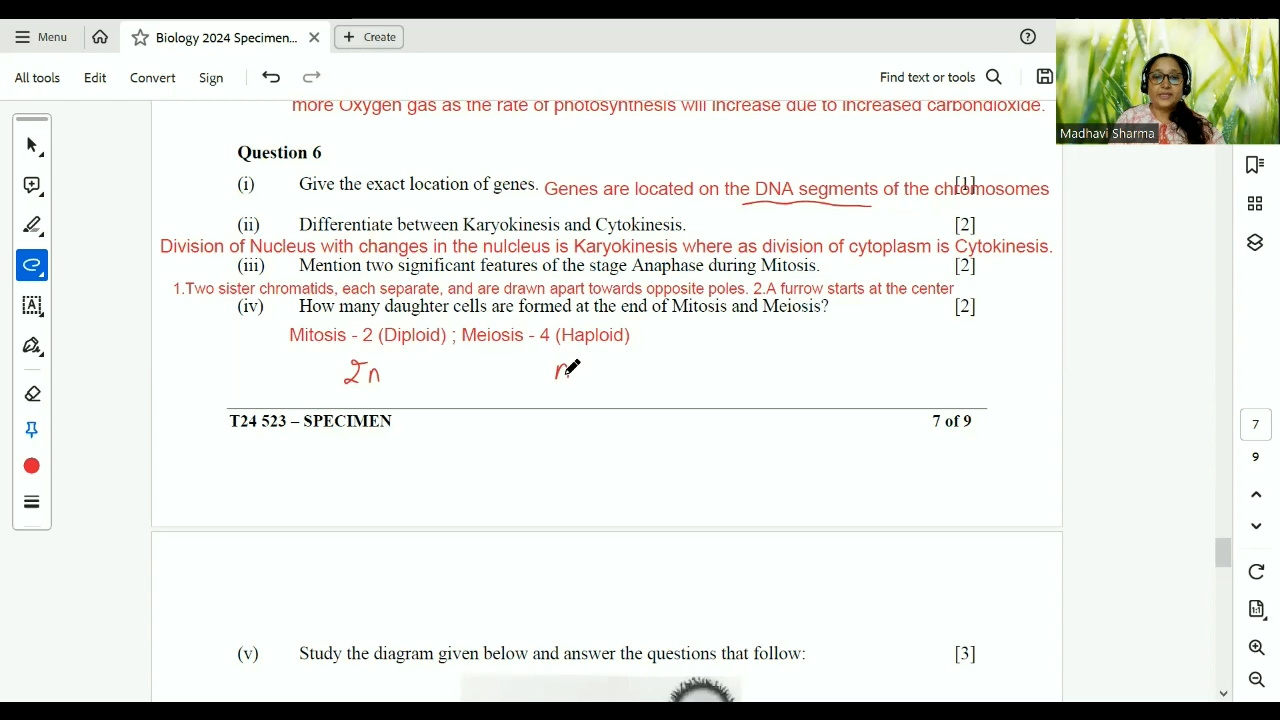 Menu Biology 2024 Specimen... Create
All tools Edit Convert Sign Find text or tools
more Oxygen gas as the rate of photosynthesis will increase due to increased carbondioxide.
Madhavi Sharma
Question 6
(i) Give the exact location of genes. Genes are located on the DNA segments of the chromosomes [1]
(ii) Differentiate between Karyokinesis and Cytokinesis. [2]
Division of Nucleus with changes in the nulcleus is Karyokinesis where as division of cytoplasm is Cytokinesis.
(iii) Mention two significant features of the stage Anaphase during Mitosis. [2]
1.Two sister chromatids, each separate, and are drawn apart towards opposite poles. 2.A furrow starts at the center
(iv) How many daughter cells are formed at the end of Mitosis and Meiosis? [2]
Mitosis - 2 (Diploid) ; Meiosis - 4 (Haploid)
2n n
T24 523 – SPECIMEN 7 of 9
7
9
(v) Study the diagram given below and answer the questions that follow: [3]